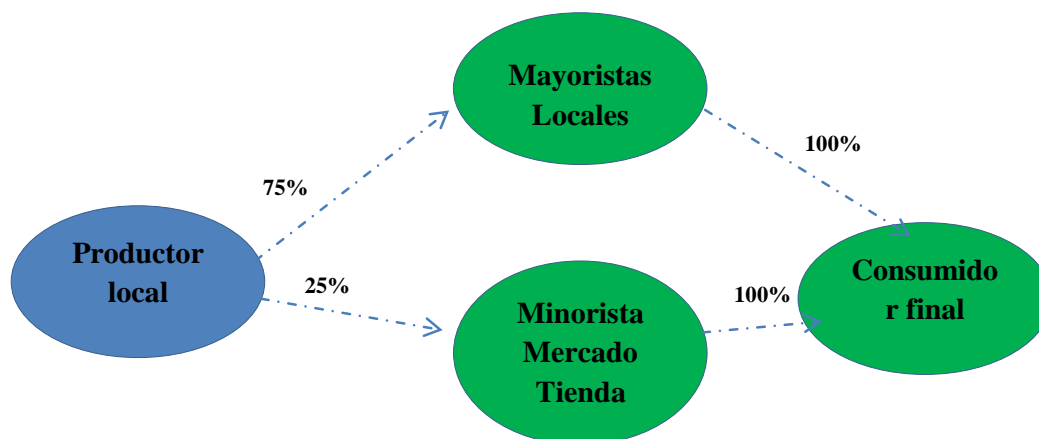 Mayoristas
Locales
100%
75%
Productor
local
25%
Consumido
r final
100%
Minorista
Mercado
Tienda